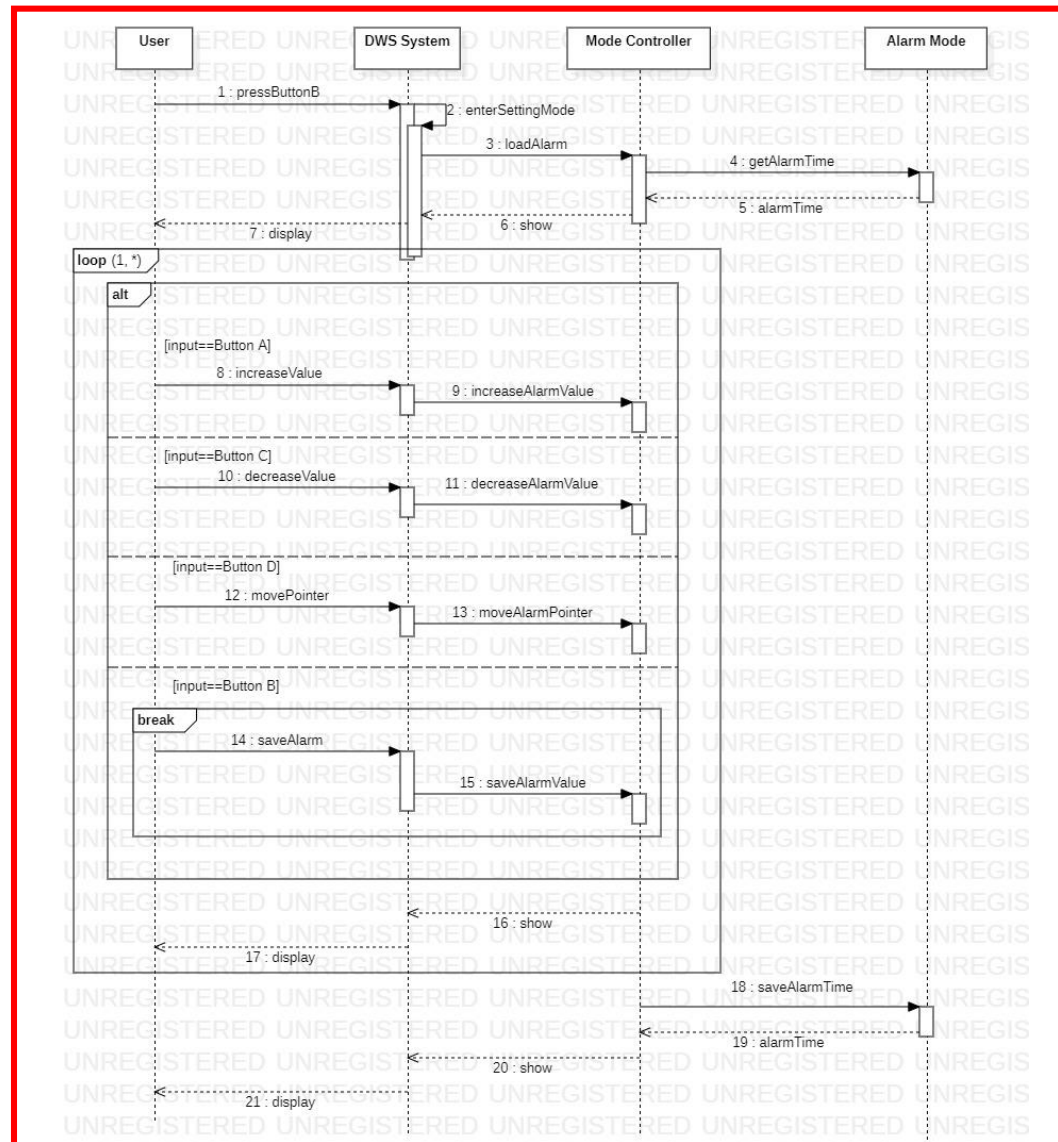 User
DWS System
Mode Controller
Alarm Mode
1 : pressButtonB
2 : enterSettingMode
3 : loadAlarm
4 : getAlarmTime
5 : alarmTime
6 : show
7 : display
loop (1, *)
alt
[input==Button A]
8 : increaseValue
9 : increaseAlarmValue
[input==Button C]
10 : decreaseValue
11 : decreaseAlarmValue
[input==Button D]
12 : movePointer
13 : moveAlarmPointer
[input==Button B]
break
14 : saveAlarm
15 : saveAlarmValue
16 : show
17 : display
18 : saveAlarmTime
19 : alarmTime
20 : show
21 : display
UNREGISTERED